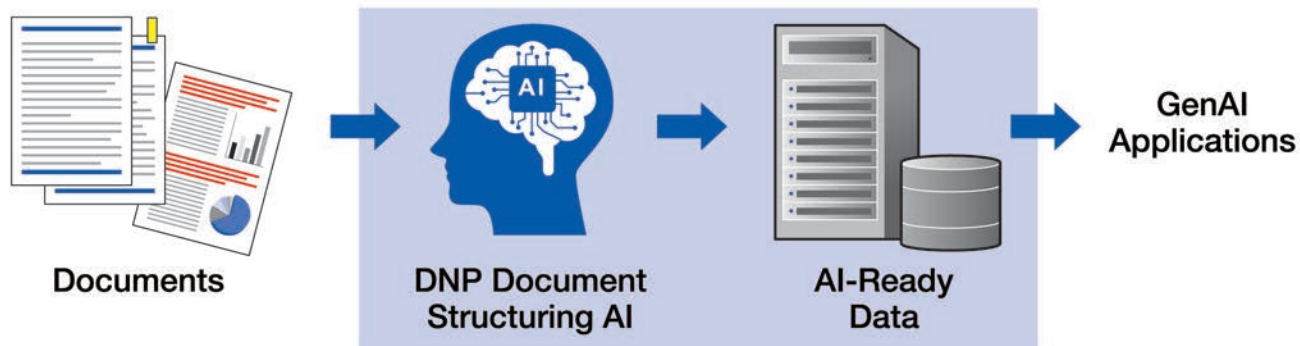 AI
Documents
DNP Document
Structuring AI
AI-Ready
Data
GenAI
Applications